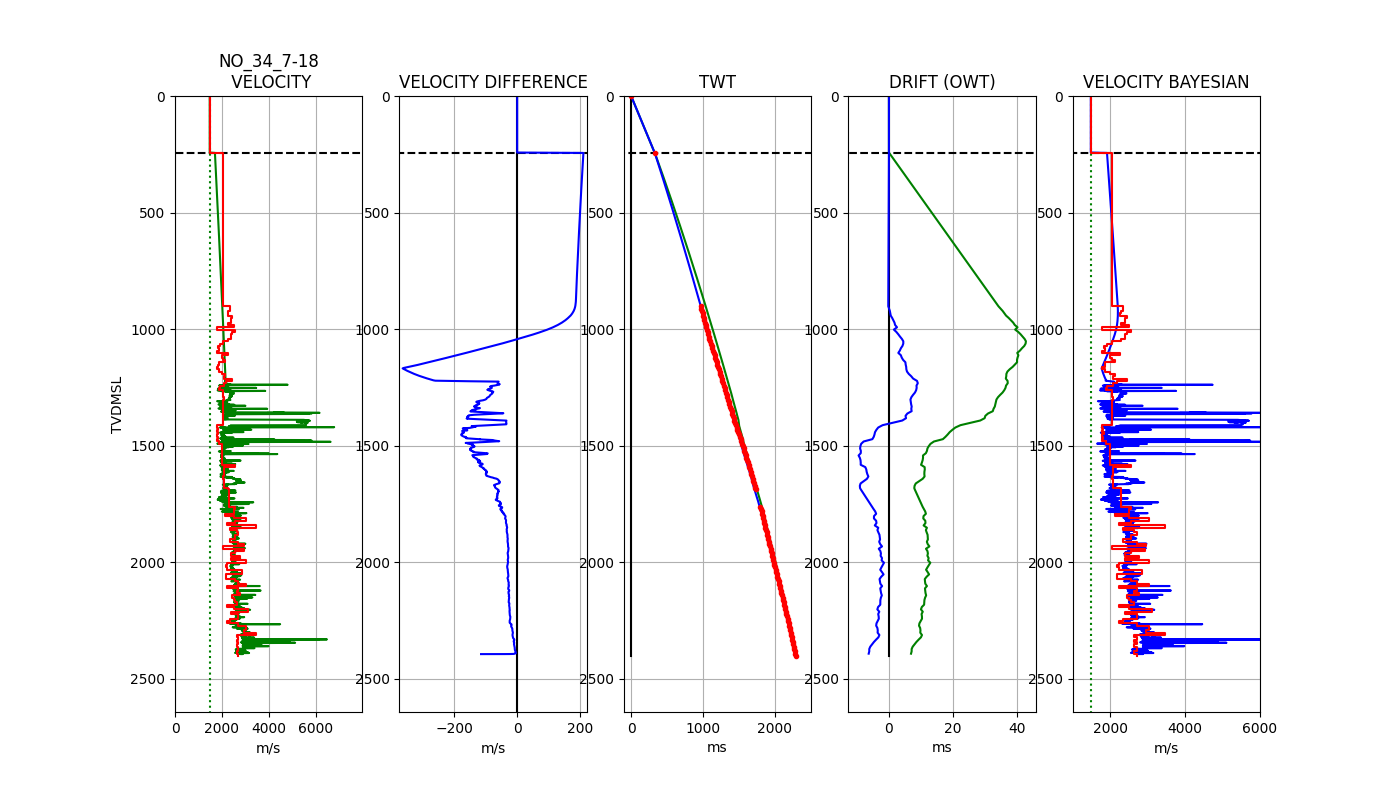 NO_34_7-18
VELOCITY
VELOCITY DIFFERENCE
TWT
DRIFT (OWT)
VELOCITY BAYESIAN
TVDMSL
0
500
1000
1500
2000
2500
0 2000 4000 6000
m/s
0
500
1000
1500
2000
2500
−200 0 200
m/s
0
500
1000
1500
2000
2500
0 1000 2000
ms
0
500
1000
1500
2000
2500
0 20 40
ms
0
500
1000
1500
2000
2500
2000 4000 6000
m/s